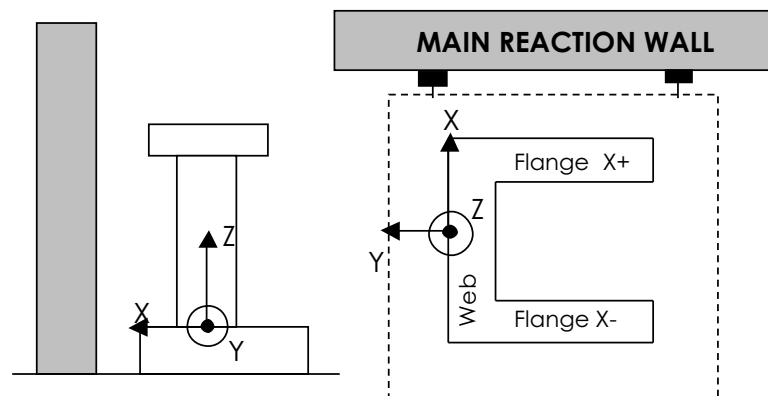 MAIN REACTION WALL
X
Flange X+
Z
Z
Y
Web
X
Flange X-
Y